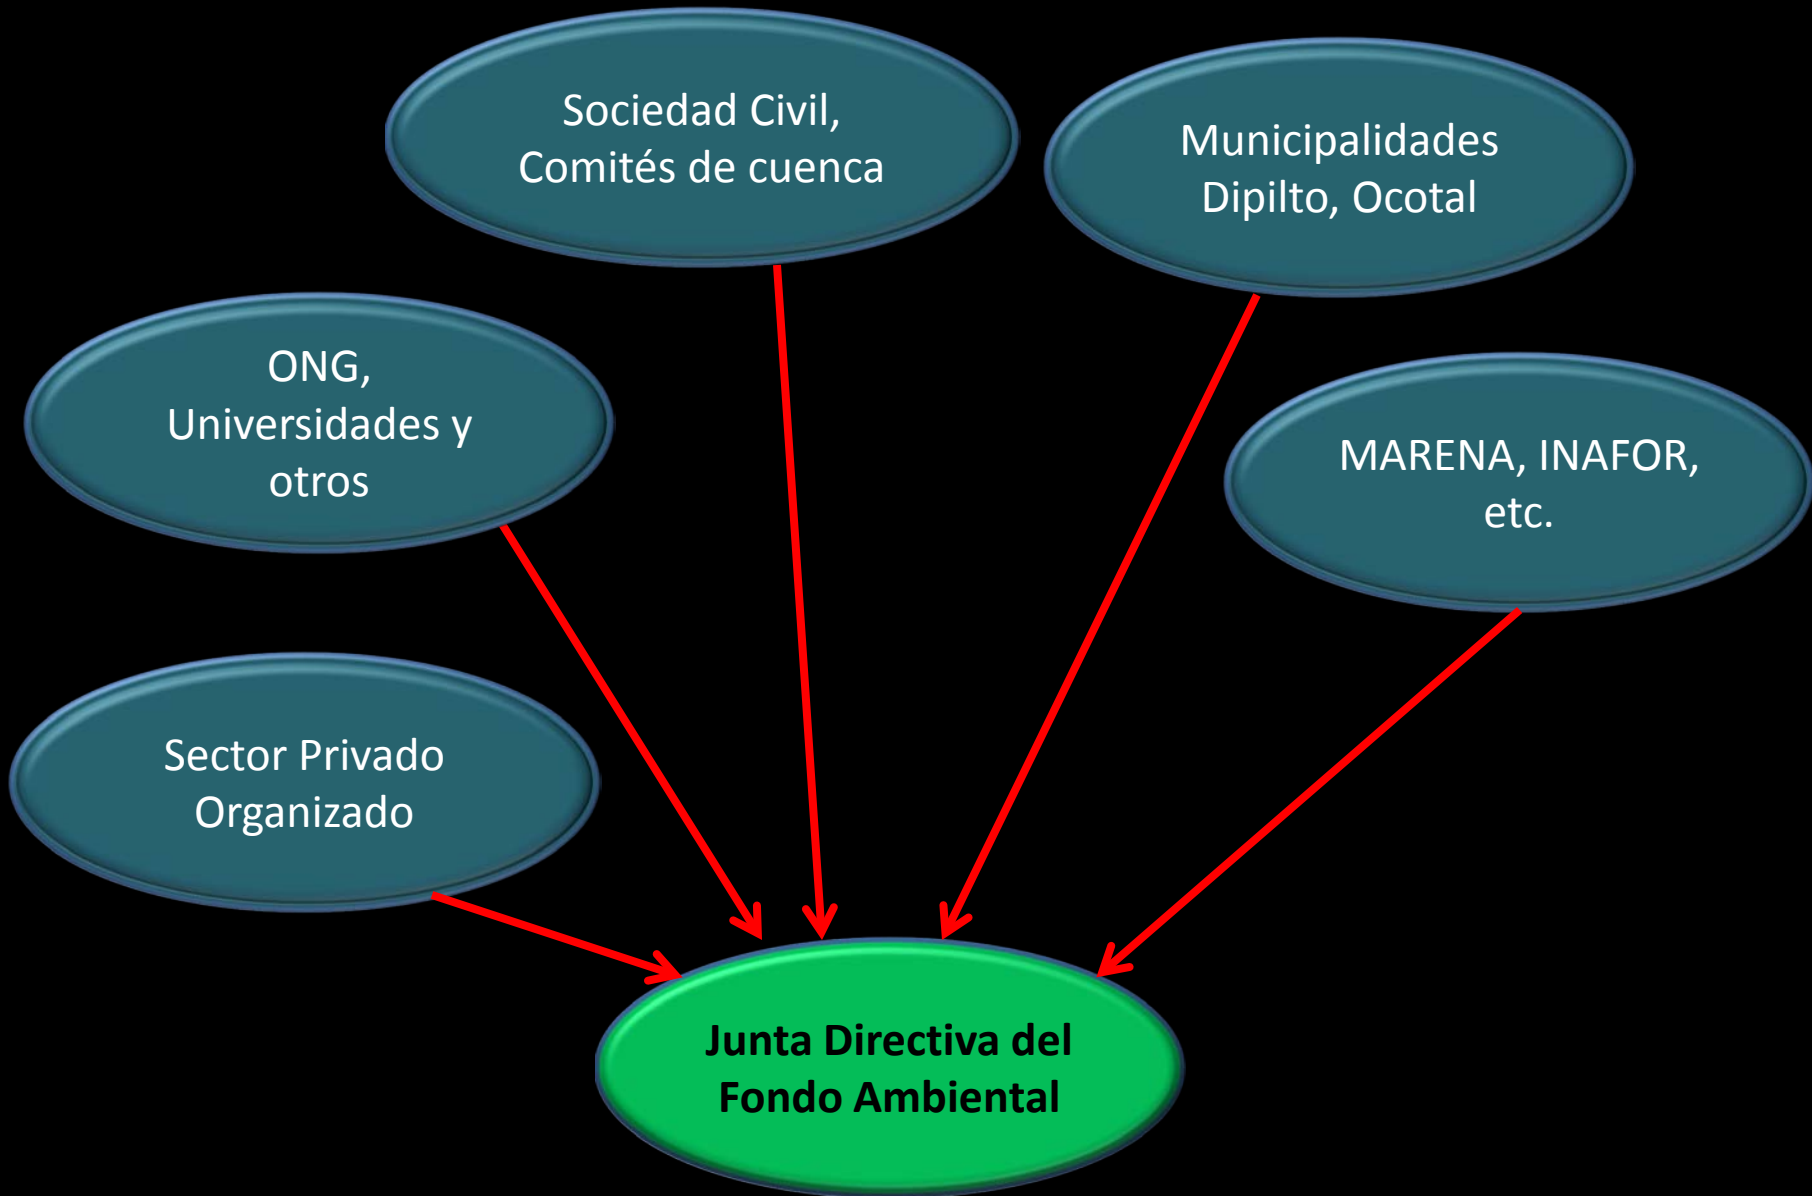 Sociedad Civil,
Comités de cuenca
Municipalidades
Dipilto, Ocotal
ONG,
Universidades y
otros
MARENA, INAFOR,
etc.
Sector Privado
Organizado
Junta Directiva del
Fondo Ambiental